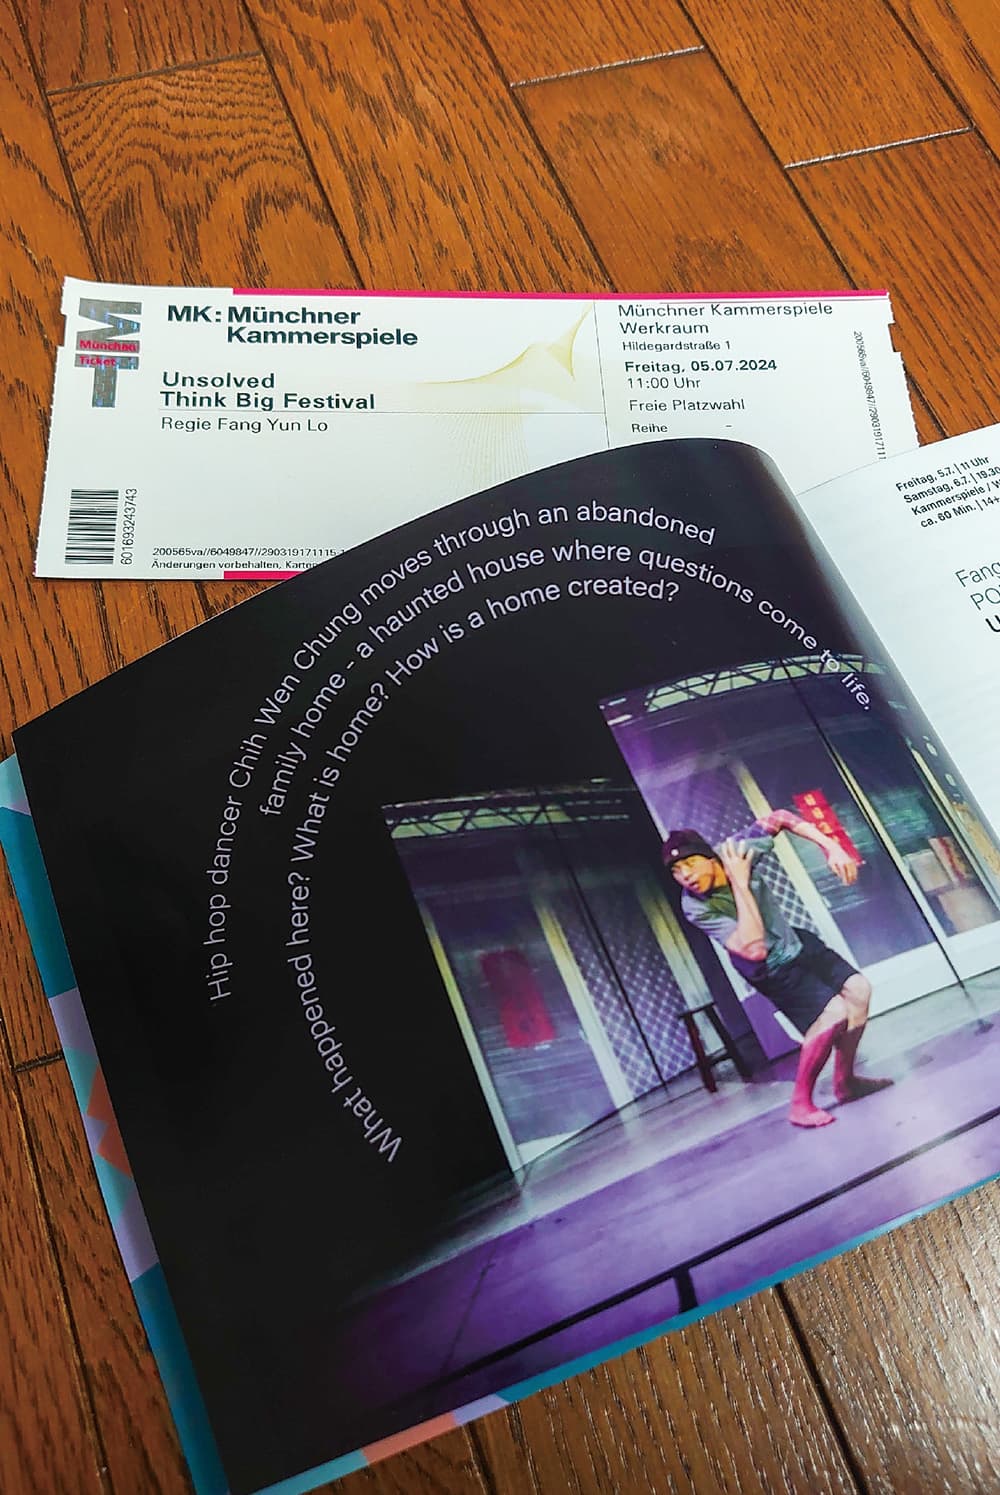 München
Ticket
MK: Münchner
Kammerspiele
Unsolved
Think Big Festival
Regie Fang Yun Lo
601693243743
200565va//6049847//290319171115
Änderungen vorbehalten,
Münchner Kammerspiele
Werkraum
Hildegardstraße 1
Freitag, 05.07.2024
11:00 Uhr
Freie Platzwahl
Reihe -
Hip hop dancer Chih Wen Chung moves through an abandoned
family home - a haunted house where questions come to life.
What happened here? What is home? How is a home created?
Freitag, 5.7. | 11 Uhr
Samstag, 6.7. | 19.30
Kammerspiele /
ca. 60 Min. | 14+
Fang